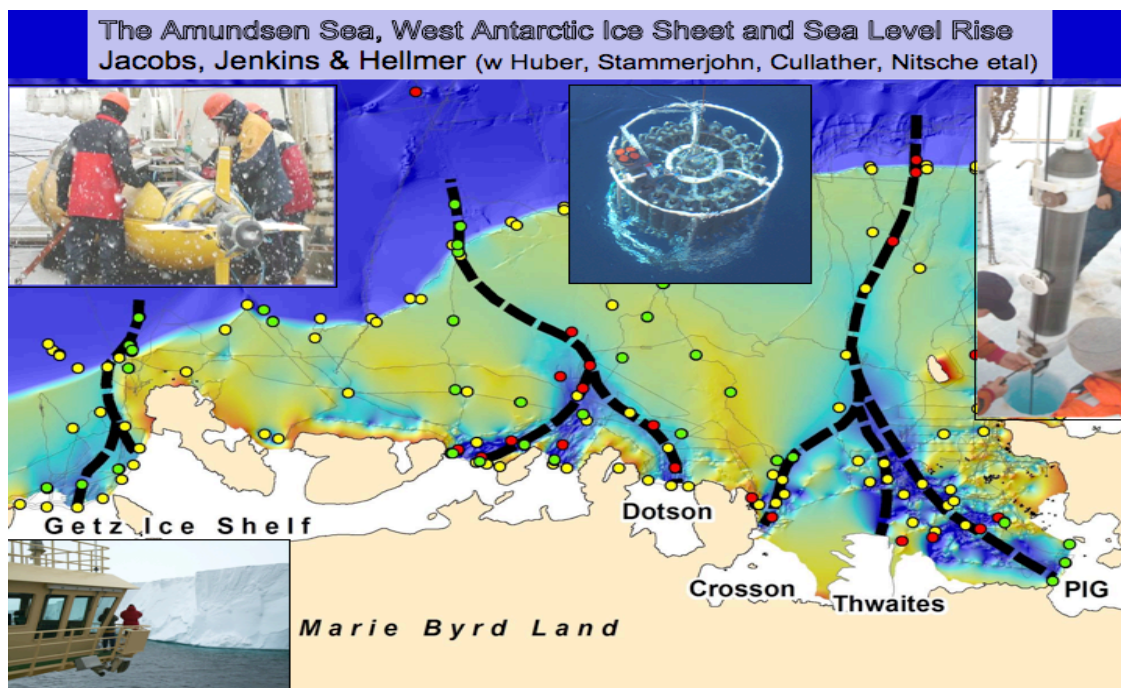 The Amundsen Sea, West Antarctic Ice Sheet and Sea Level Rise
Jacobs, Jenkins & Hellmer (w Huber, Stammerjohn, Cullather, Nitsche etal)
Getz Ice Shelf
Dotson
Crosson
Thwaites
PIG
Marie Byrd Land